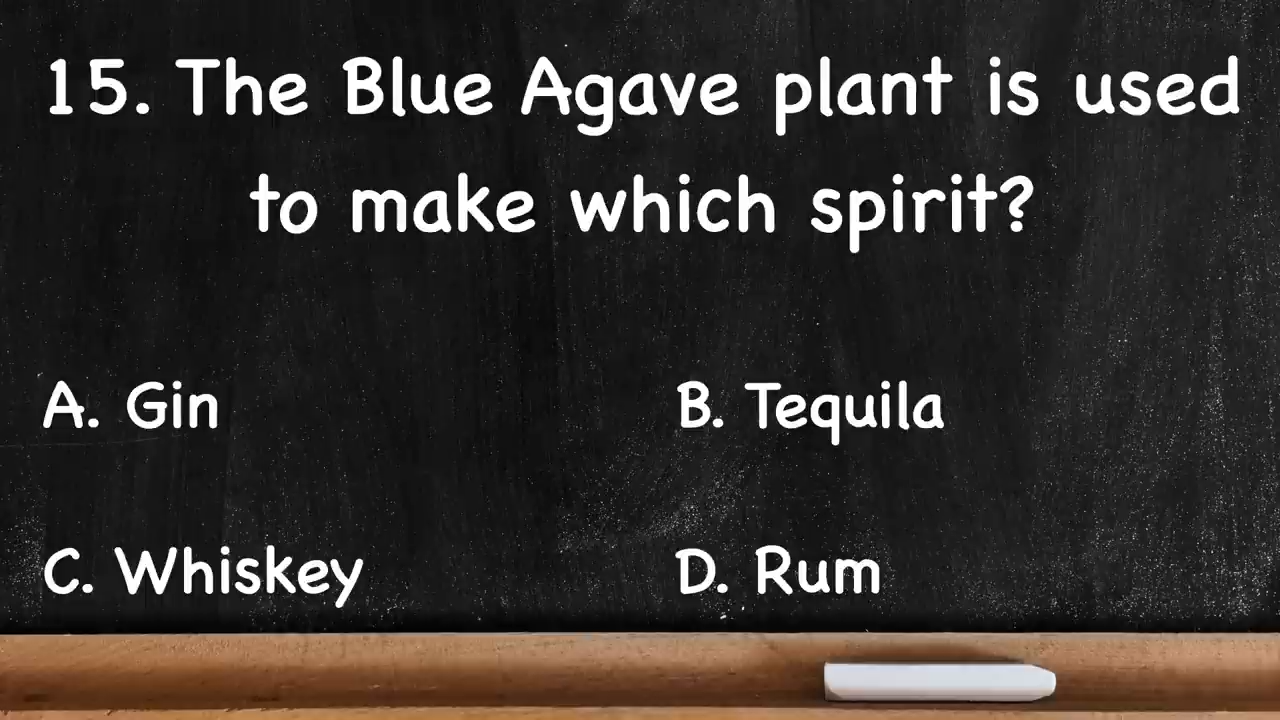 15. The Blue Agave plant is used
to make which spirit?
A. Gin
B. Tequila
C. Whiskey
D. Rum